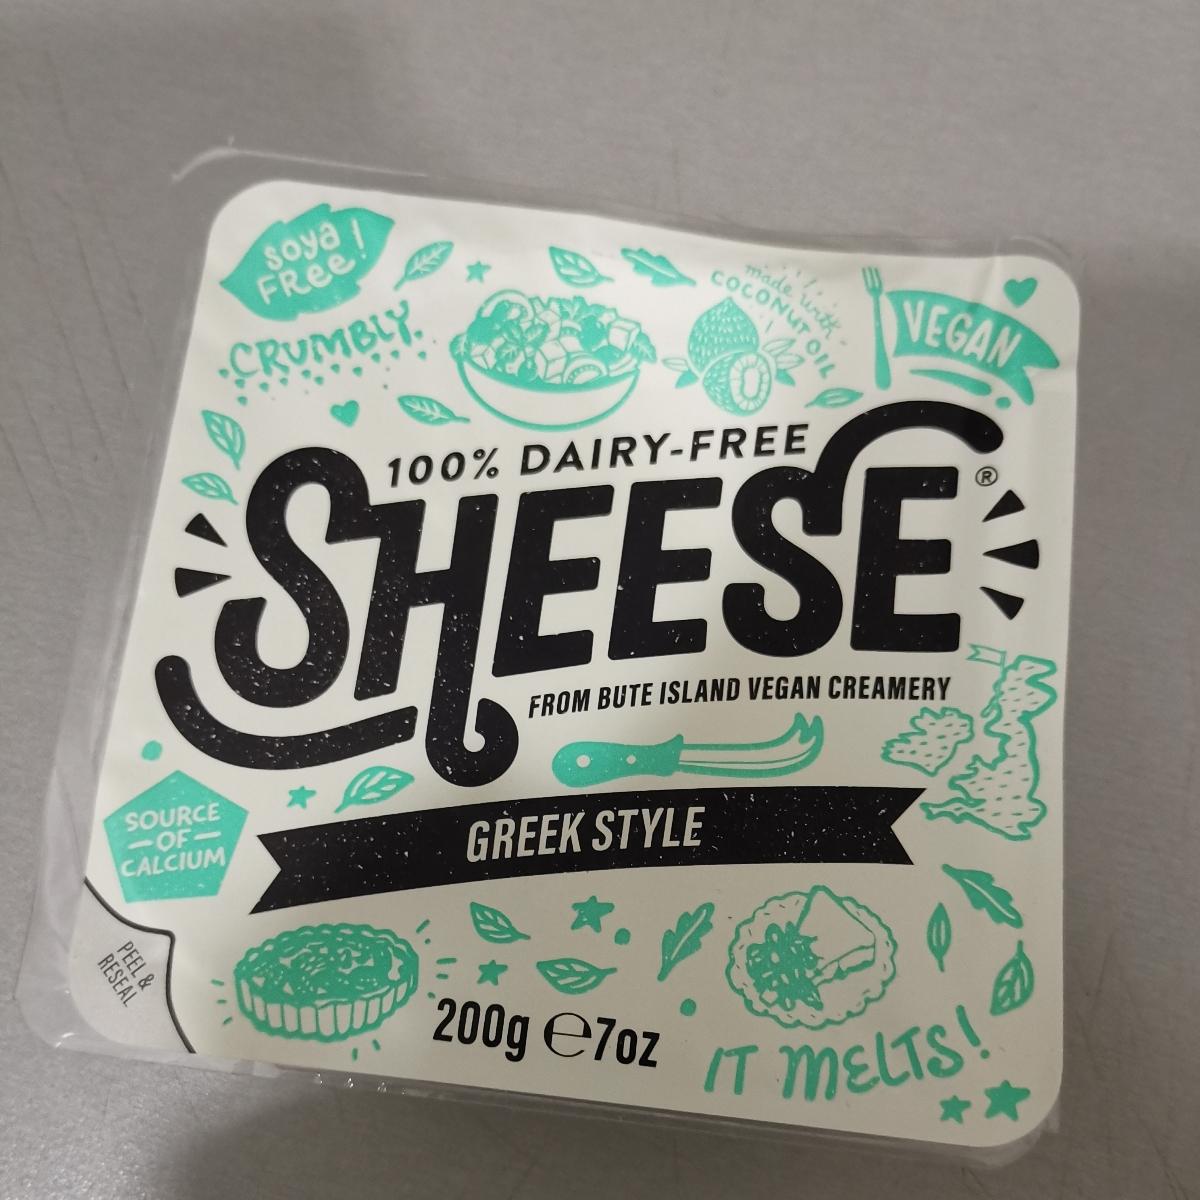 soya
FRee!
CRUMBLY
made with
COCONUT OIL
VEGAN
100% DAIRY-FREE
SHEESE®
FROM BUTE ISLAND VEGAN CREAMERY
SOURCE
OF
CALCIUM
GREEK STYLE
PEEL &
RESEAL
200g ℮7oz
IT MELTS!